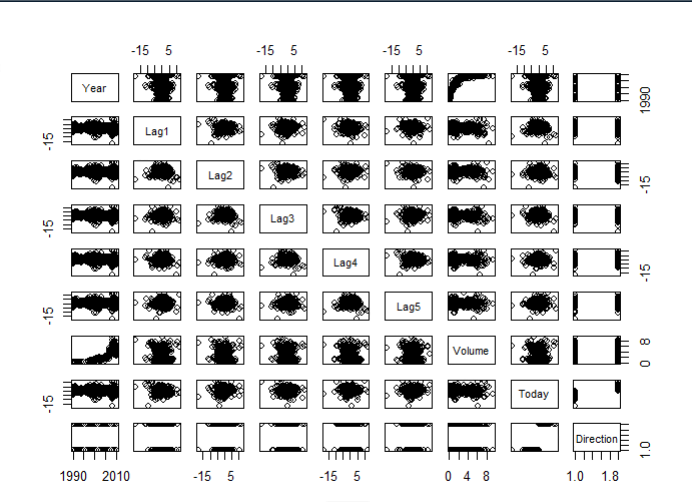 -15 5 -15 5 -15 5 -15 5
Year
1990
-15 Lag1
Lag2 -15
-15 Lag3
Lag4 -15
-15 Lag5
Volume 0 8
-15 Today
Direction 1.0
1990 2010 -15 5 -15 5 0 4 8 1.0 1.8